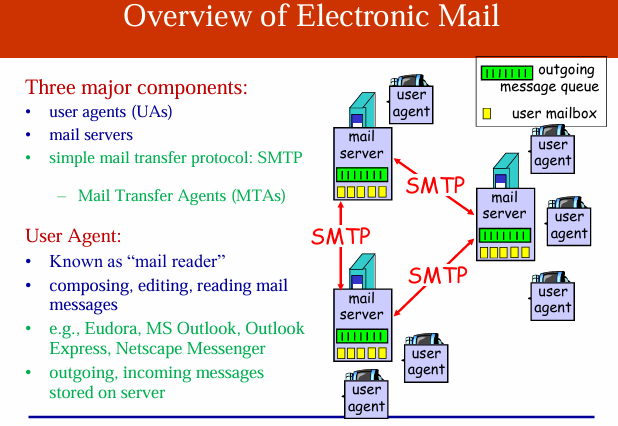 Overview of Electronic Mail
Three major components:
• user agents (UAs)
• mail servers
• simple mail transfer protocol: SMTP
– Mail Transfer Agents (MTAs)
User Agent:
• Known as “mail reader”
• composing, editing, reading mail
messages
• e.g., Eudora, MS Outlook, Outlook
Express, Netscape Messenger
• outgoing, incoming messages
stored on server
outgoing
message queue
user mailbox
user
agent
mail
server
user
agent
SMTP
mail
server
user
agent
SMTP
SMTP
user
agent
mail
server
user
agent
user
agent